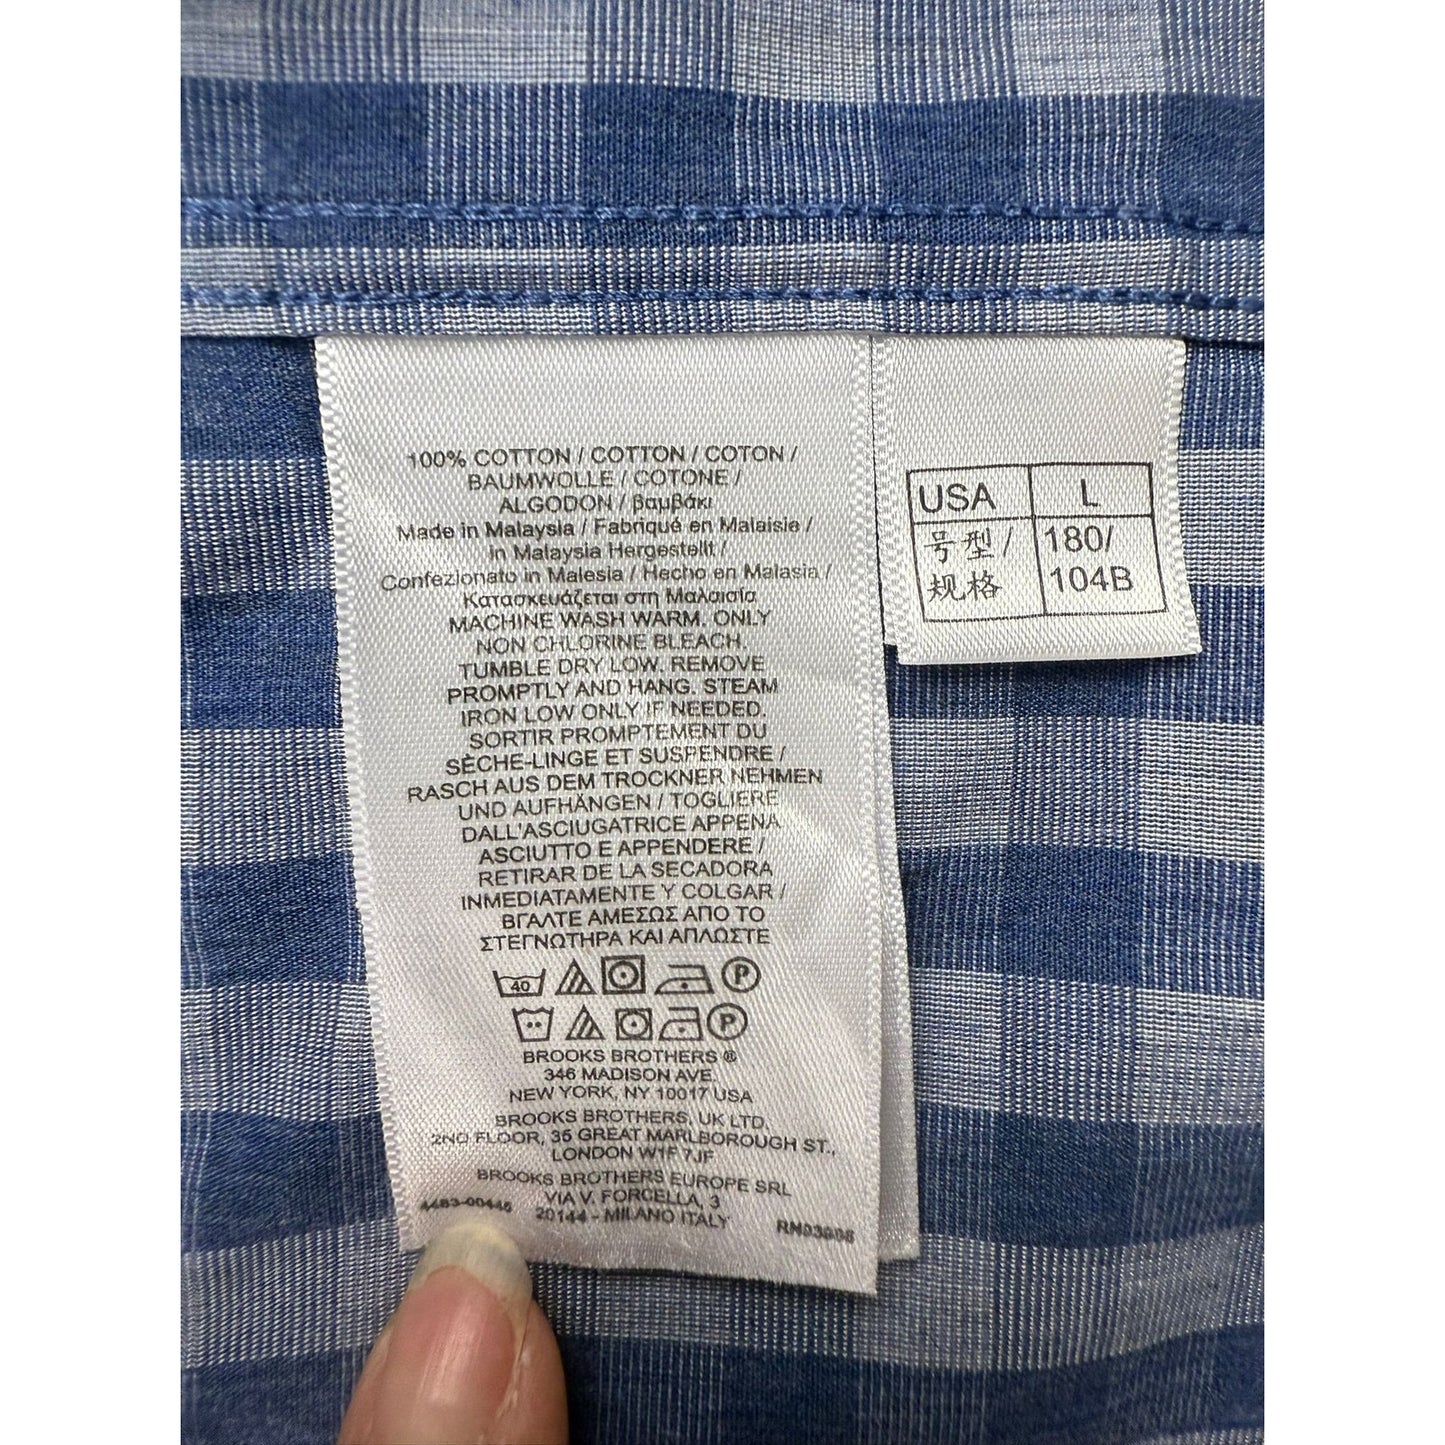 100% COTTON / COTTON / COTON /
BAUMWOLLE / COTONE /
ALGODON / βαμβάκι
Made in Malaysia / Fabriqué en Malaisie /
in Malaysia Hergestellt /
Confezionato in Malesia / Hecho en Malasia /
Κατασκευάζεται στη Μαλαισία
MACHINE WASH WARM. ONLY
NON CHLORINE BLEACH.
TUMBLE DRY LOW. REMOVE
PROMPTLY AND HANG. STEAM
IRON LOW ONLY IF NEEDED.
SORTIR PROMPTEMENT DU
SÈCHE-LINGE ET SUSPENDRE /
RASCH AUS DEM TROCKNER NEHMEN
UND AUFHÄNGEN / TOGLIERE
DALL'ASCIUGATRICE APPENA
ASCIUTTO E APPENDERE /
RETIRAR DE LA SECADORA
INMEDIATAMENTE Y COLGAR /
ΒΓΑΛΤΕ ΑΜΕΣΩΣ ΑΠΟ ΤΟ
ΣΤΕΓΝΩΤΗΡΑ ΚΑΙ ΑΠΛΩΣΤΕ
40 P
P
BROOKS BROTHERS ®
346 MADISON AVE.
NEW YORK, NY 10017 USA
BROOKS BROTHERS, UK LTD.
2ND FLOOR, 35 GREAT MARLBOROUGH ST.,
LONDON W1F 7JF
BROOKS BROTHERS EUROPE SRL
VIA V. FORCELLA, 3
4483-00446 20144 - MILANO ITALY RN03906
USA L
号型/ 180/
规格 104B